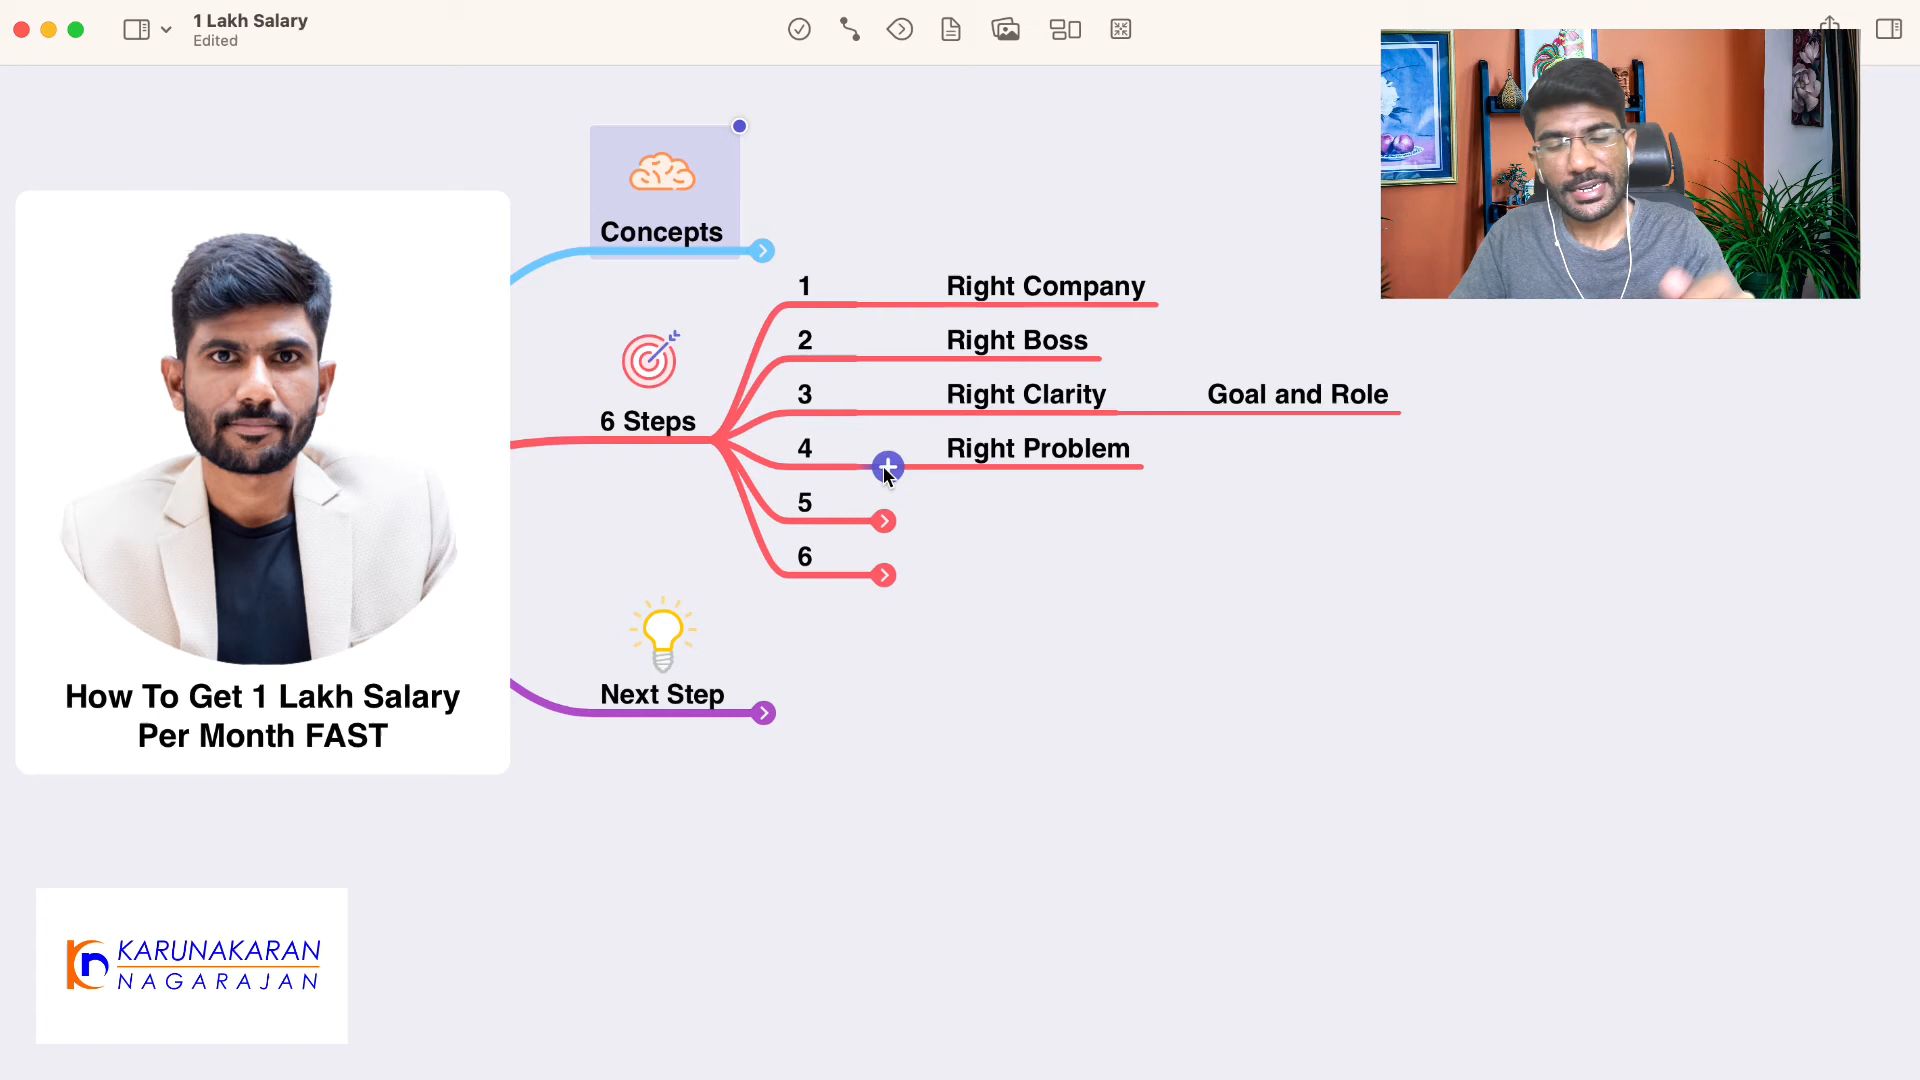 1 Lakh Salary
Edited
Concepts
6 Steps
1 Right Company
2 Right Boss
3 Right Clarity Goal and Role
4 Right Problem
5
6
Next Step
How To Get 1 Lakh Salary
Per Month FAST
KARUNAKARAN
NAGARAJAN